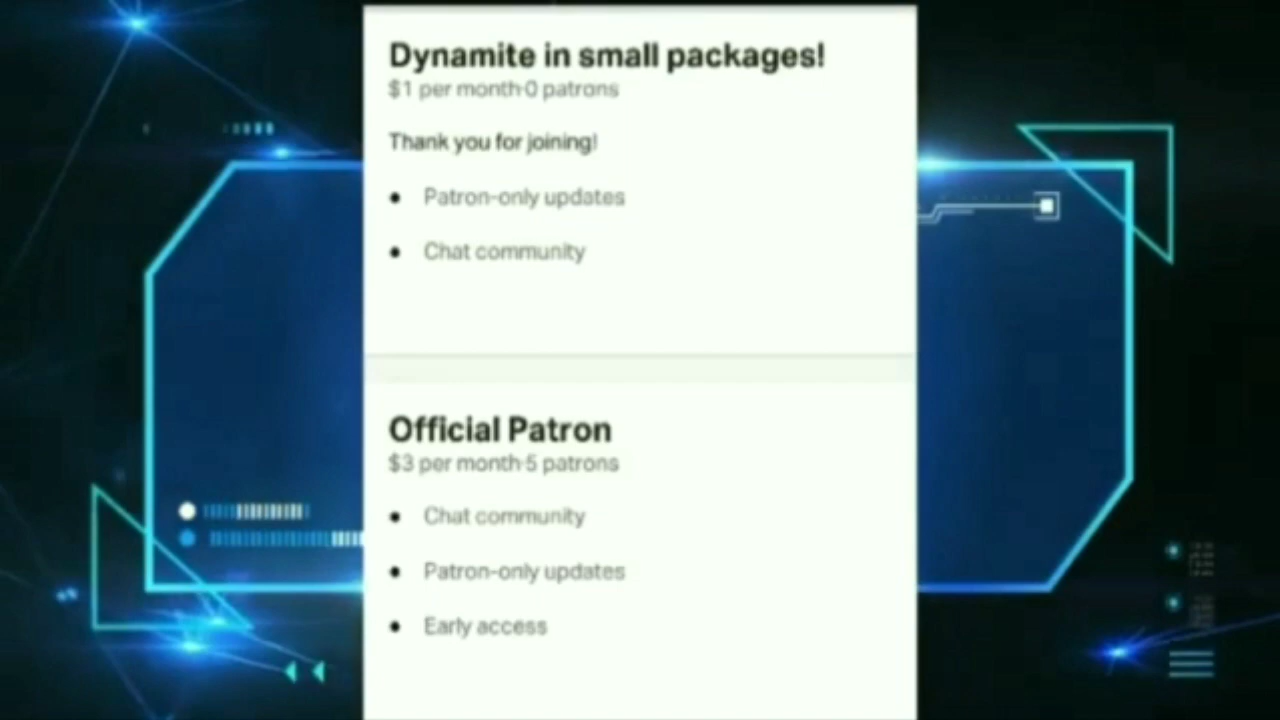 Dynamite in small packages!
$1 per month·0 patrons
Thank you for joining!
• Patron-only updates
• Chat community
Official Patron
$3 per month·5 patrons
• Chat community
• Patron-only updates
• Early access